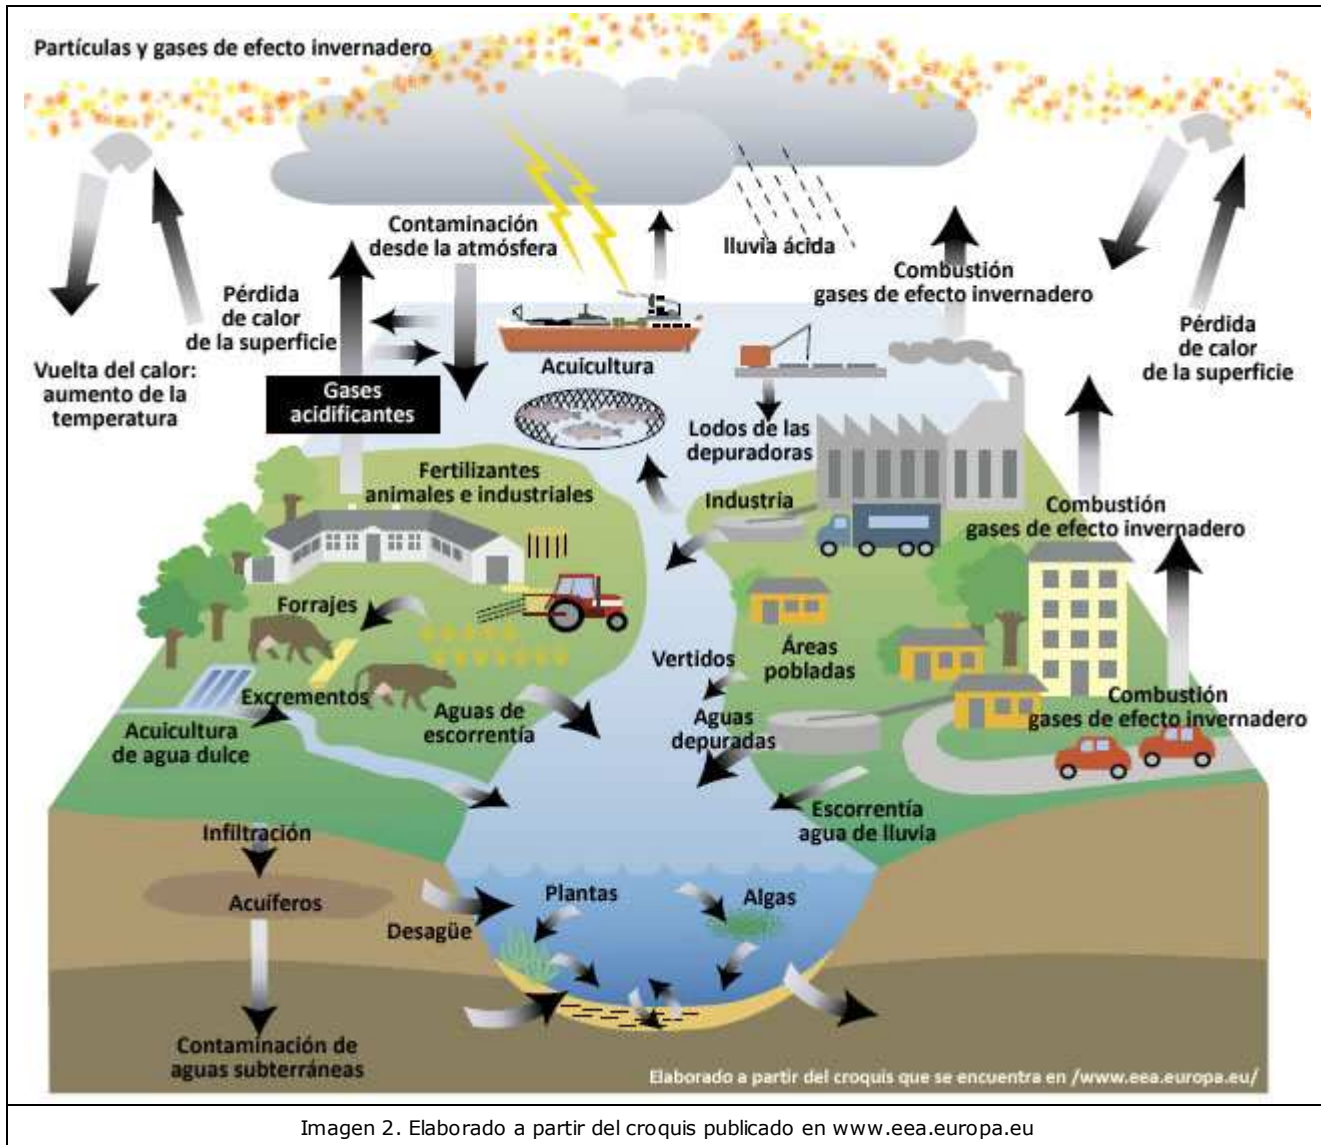 Partículas y gases de efecto invernadero
Contaminación
desde la atmósfera
lluvia ácida
Combustión
gases de efecto invernadero
Pérdida
de calor
de la superficie
Pérdida
de calor
de la superficie
Vuelta del calor:
aumento de la
temperatura
Gases
acidificantes
Acuicultura
Lodos de las
depuradoras
Fertilizantes
animales e industriales
Industria
Combustión
gases de efecto invernadero
Forrajes
Vertidos
Áreas
pobladas
Excrementos
Acuicultura
de agua dulce
Aguas de
escorrentía
Aguas
depuradas
Combustión
gases de efecto invernadero
Escorrentía
agua de lluvia
Infiltración
Acuíferos
Desagüe
Plantas
Algas
Contaminación de
aguas subterráneas
Elaborado a partir del croquis que se encuentra en /www.eea.europa.eu/
Imagen 2. Elaborado a partir del croquis publicado en www.eea.europa.eu